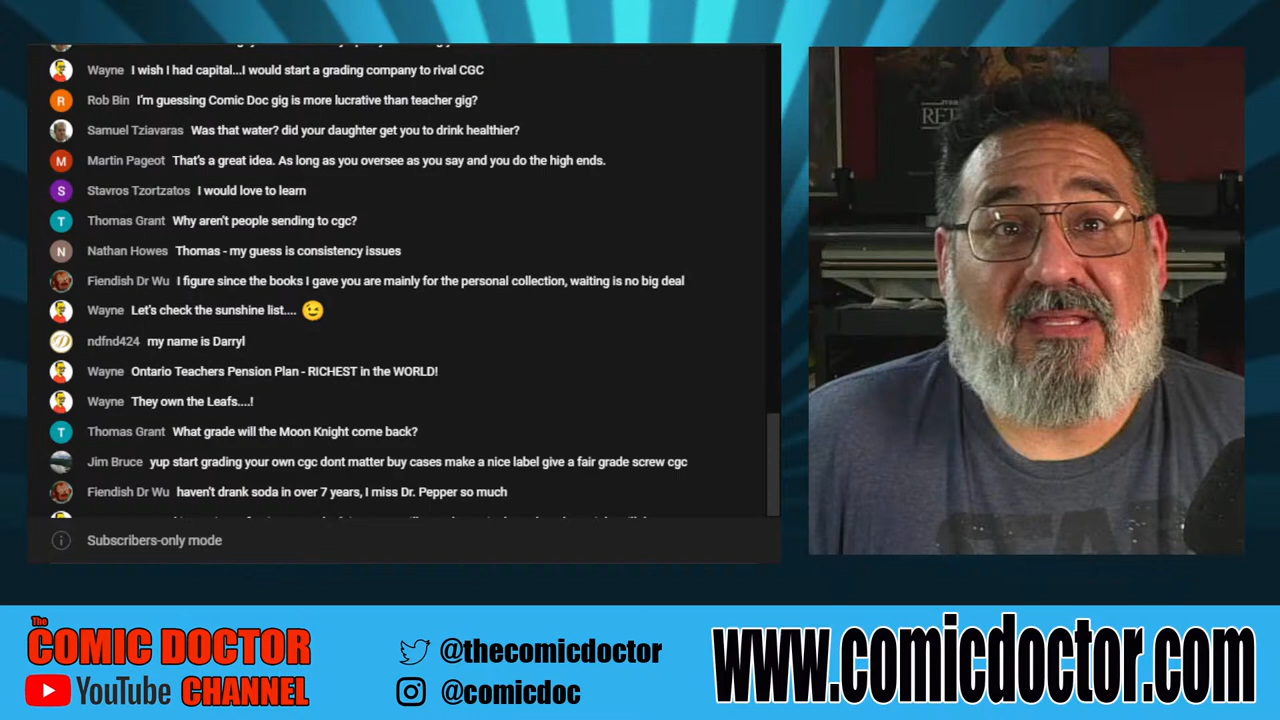 Wayne I wish I had capital...I would start a grading company to rival CGC
R Rob Bin I'm guessing Comic Doc gig is more lucrative than teacher gig?
Samuel Tziavaras Was that water? did your daughter get you to drink healthier?
M Martin Pageot That's a great idea. As long as you oversee as you say and you do the high ends.
S Stavros Tzortzatos I would love to learn
T Thomas Grant Why aren't people sending to cgc?
N Nathan Howes Thomas - my guess is consistency issues
Fiendish Dr Wu I figure since the books I gave you are mainly for the personal collection, waiting is no big deal
Wayne Let's check the sunshine list.... 😉
D ndfnd424 my name is Darryl
Wayne Ontario Teachers Pension Plan - RICHEST in the WORLD!
Wayne They own the Leafs....!
T Thomas Grant What grade will the Moon Knight come back?
Jim Bruce yup start grading your own cgc dont matter buy cases make a nice label give a fair grade screw cgc
Fiendish Dr Wu haven't drank soda in over 7 years, I miss Dr. Pepper so much
Subscribers-only mode
STAR
RET
The
COMIC DOCTOR
YouTube CHANNEL
@thecomicdoctor
@comicdoc
www.comicdoctor.com